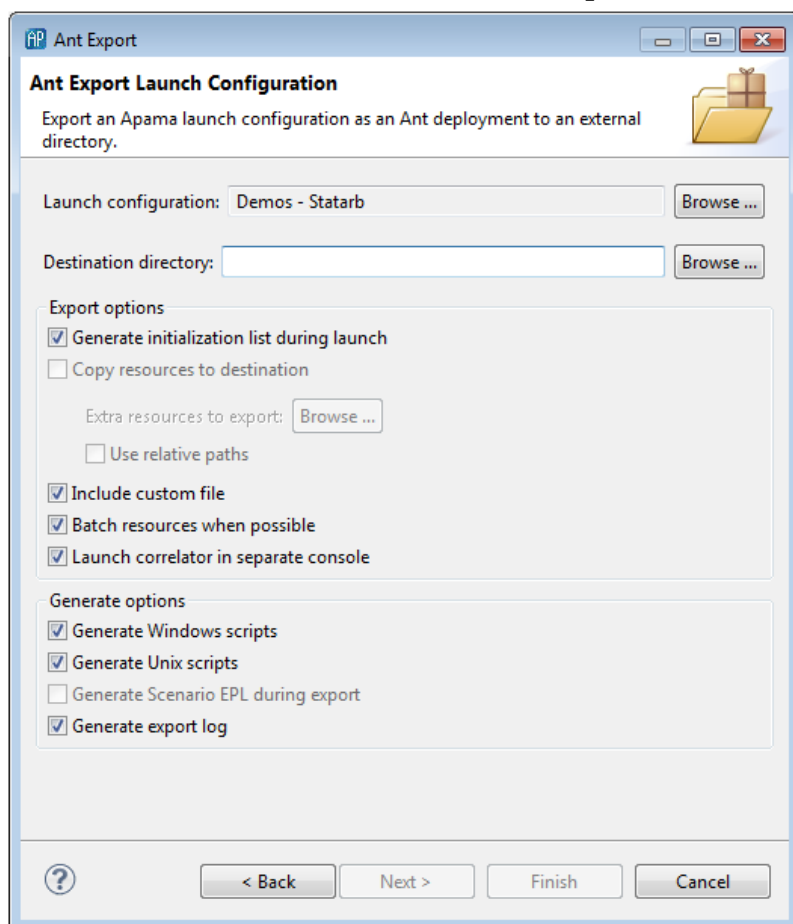 AP Ant Export
Ant Export Launch Configuration
Export an Apama launch configuration as an Ant deployment to an external
directory.
Launch configuration: Demos - Statarb Browse ...
Destination directory: Browse ...
Export options
Generate initialization list during launch
Copy resources to destination
Extra resources to export: Browse ...
Use relative paths
Include custom file
Batch resources when possible
Launch correlator in separate console
Generate options
Generate Windows scripts
Generate Unix scripts
Generate Scenario EPL during export
Generate export log
? < Back Next > Finish Cancel